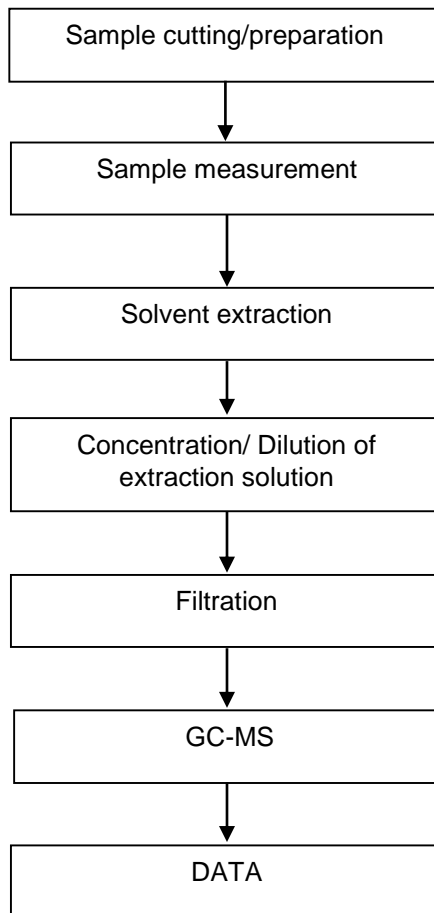 Sample cutting/preparation
Sample measurement
Solvent extraction
Concentration/ Dilution of
extraction solution
Filtration
GC-MS
DATA